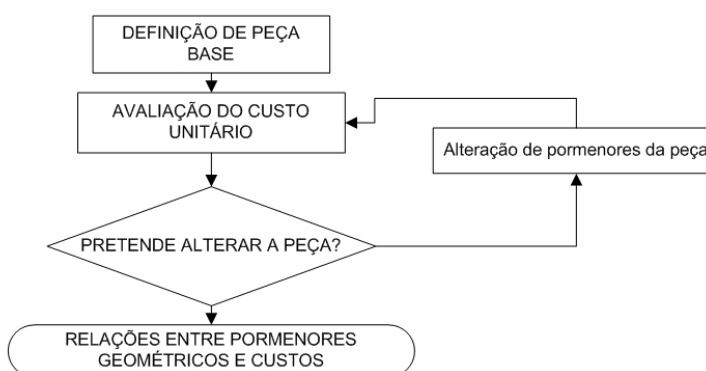 DEFINIÇÃO DE PEÇA
BASE
AVALIAÇÃO DO CUSTO
UNITÁRIO
Alteração de pormenores da peça
PRETENDE ALTERAR A PEÇA?
RELAÇÕES ENTRE PORMENORES
GEOMÉTRICOS E CUSTOS